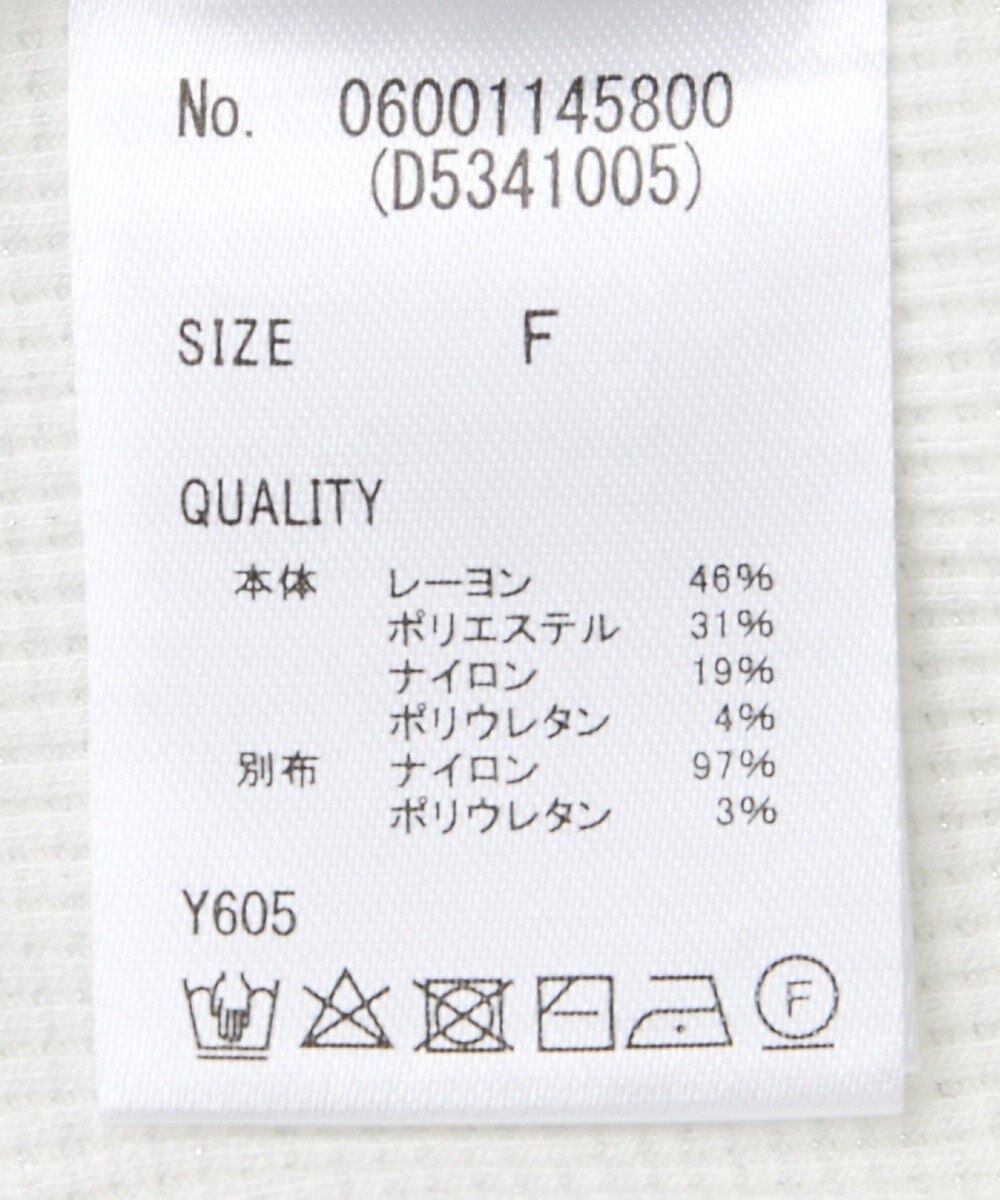 No. 06001145800
(D5341005)
SIZE F
QUALITY
本体 レーヨン 46%
ポリエステル 31%
ナイロン 19%
ポリウレタン 4%
別布 ナイロン 97%
ポリウレタン 3%
Y605
F